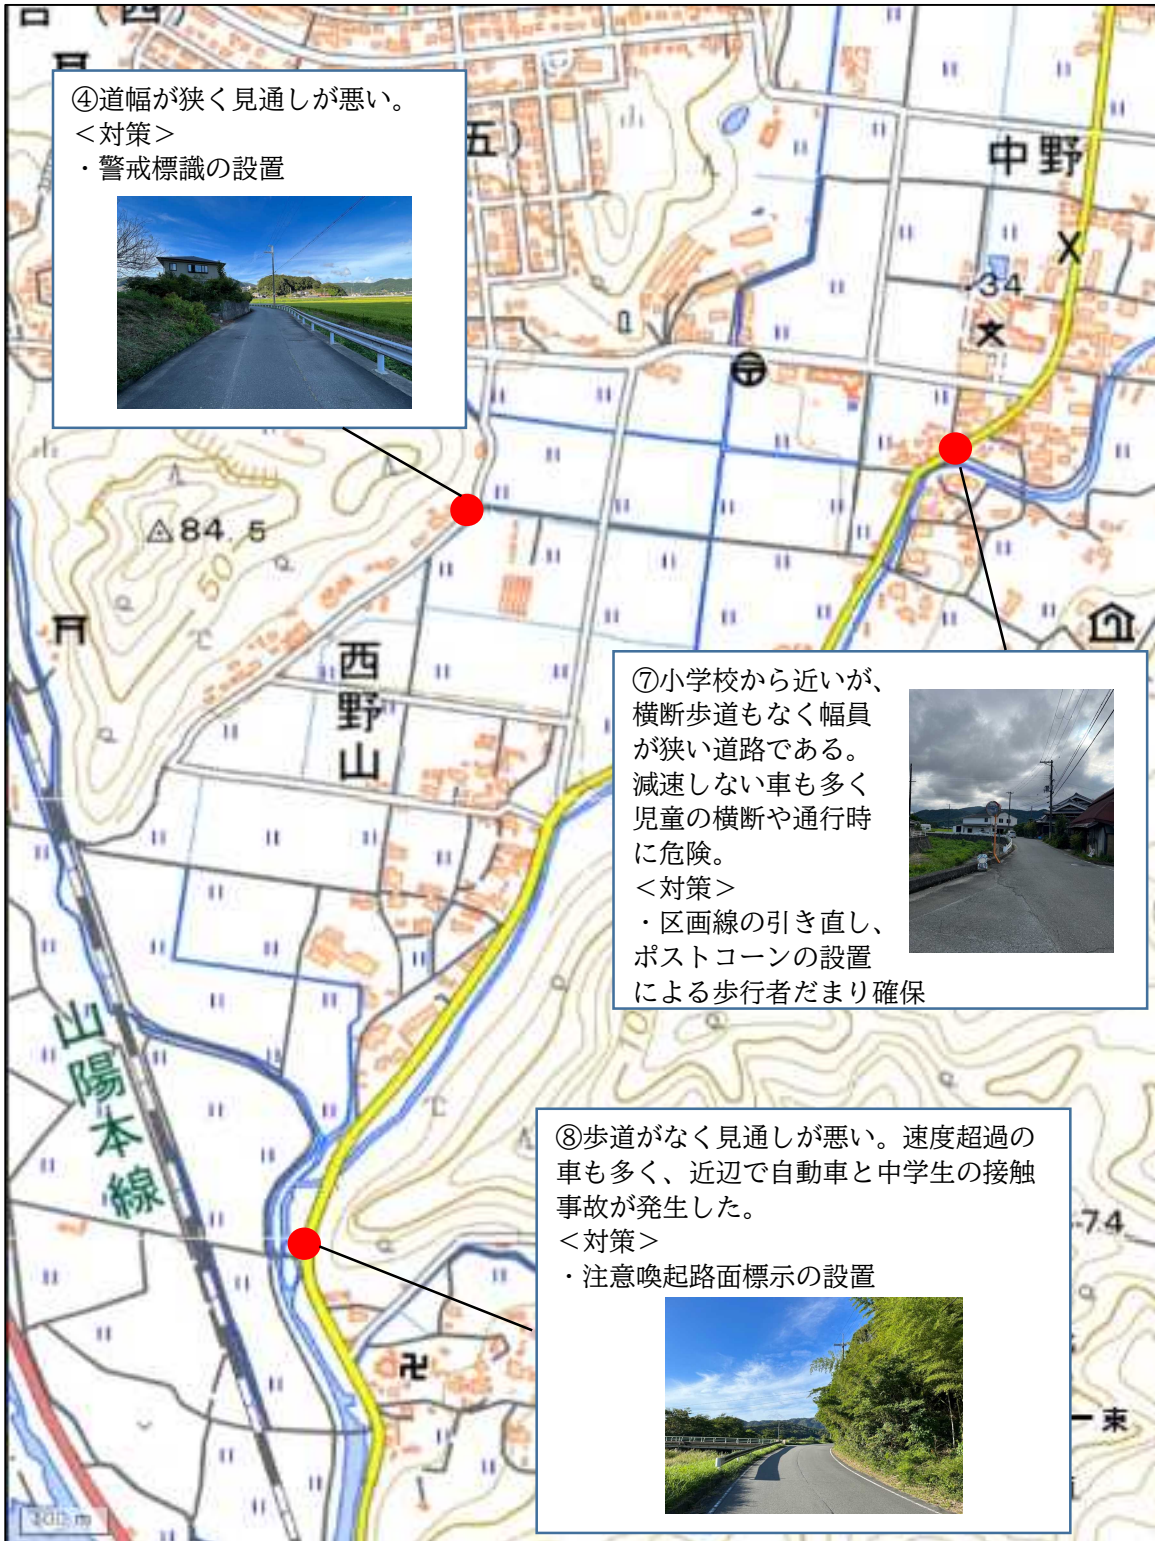 ④道幅が狭く見通しが悪い。
＜対策＞
・警戒標識の設置
五）
中野
34
84.5
50
西野山
⑦小学校から近いが、
横断歩道もなく幅員
が狭い道路である。
減速しない車も多く
児童の横断や通行時
に危険。
＜対策＞
・区画線の引き直し、
ポストコーンの設置
による歩行者だまり確保
山陽本線
⑧歩道がなく見通しが悪い。速度超過の
車も多く、近辺で自動車と中学生の接触
事故が発生した。
＜対策＞
・注意喚起路面標示の設置
74
東